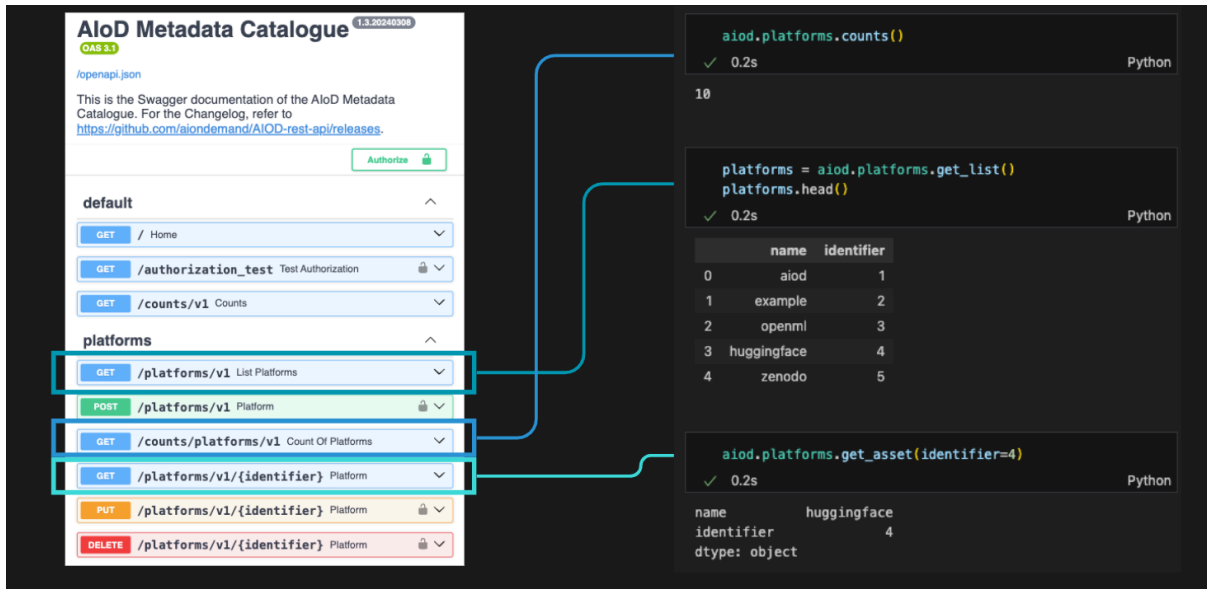 AIoD Metadata Catalogue 1.3.20240308
OAS 3.1
/openapi.json
This is the Swagger documentation of the AIoD Metadata
Catalogue. For the Changelog, refer to
https://github.com/aiondemand/AIOD-rest-api/releases.
Authorize
default
GET / Home
GET /authorization_test Test Authorization
GET /counts/v1 Counts
platforms
GET /platforms/v1 List Platforms
POST /platforms/v1 Platform
GET /counts/platforms/v1 Count Of Platforms
GET /platforms/v1/{identifier} Platform
PUT /platforms/v1/{identifier} Platform
DELETE /platforms/v1/{identifier} Platform
aiod.platforms.counts()
0.2s Python
10
platforms = aiod.platforms.get_list()
platforms.head()
0.2s Python
name identifier
0 aiod 1
1 example 2
2 openml 3
3 huggingface 4
4 zenodo 5
aiod.platforms.get_asset(identifier=4)
0.2s Python
name huggingface
identifier 4
dtype: object